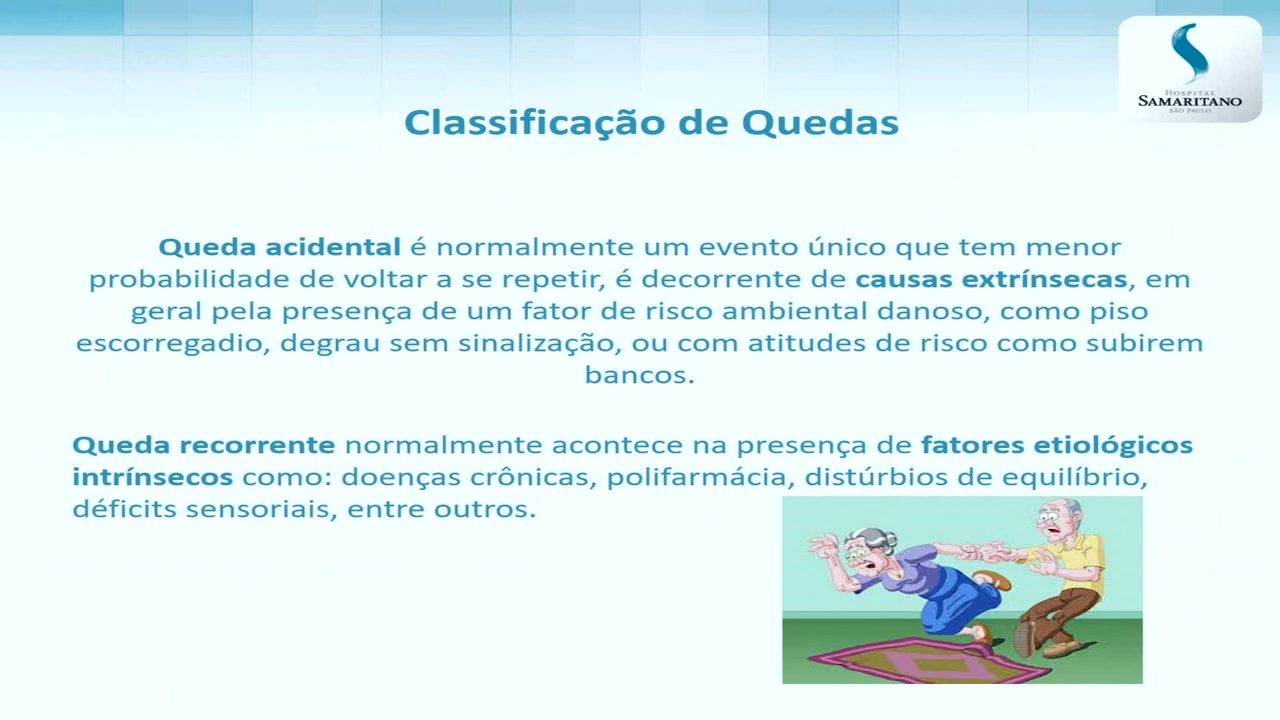 HOSPITAL
SAMARITANO
SÃO PAULO
Classificação de Quedas
Queda acidental é normalmente um evento único que tem menor
probabilidade de voltar a se repetir, é decorrente de causas extrínsecas, em
geral pela presença de um fator de risco ambiental danoso, como piso
escorregadio, degrau sem sinalização, ou com atitudes de risco como subirem
bancos.
Queda recorrente normalmente acontece na presença de fatores etiológicos
intrínsecos como: doenças crônicas, polifarmácia, distúrbios de equilíbrio,
déficits sensoriais, entre outros.